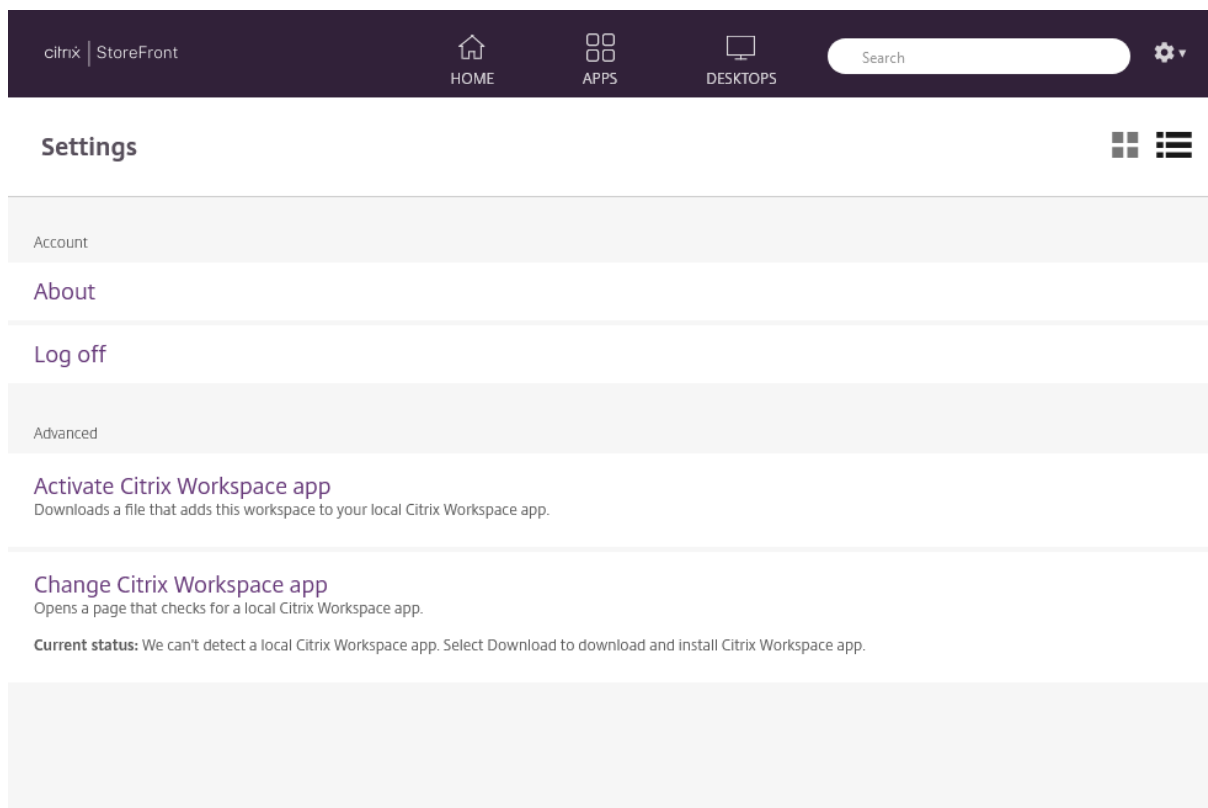 citrix | StoreFront
HOME
APPS
DESKTOPS
Search
Settings
Account
About
Log off
Advanced
Activate Citrix Workspace app
Downloads a file that adds this workspace to your local Citrix Workspace app.
Change Citrix Workspace app
Opens a page that checks for a local Citrix Workspace app.
Current status: We can't detect a local Citrix Workspace app. Select Download to download and install Citrix Workspace app.